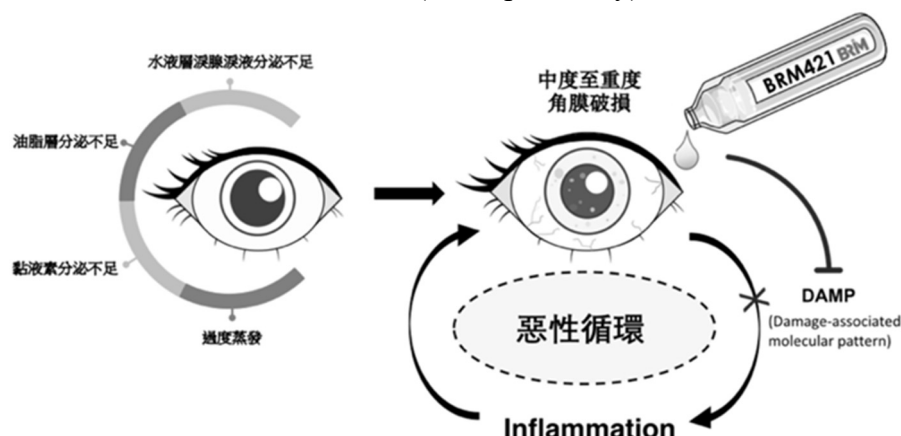 水液層淚腺淚液分泌不足
油脂層分泌不足
黏液素分泌不足
過度蒸發
中度至重度
角膜破損
BRM421 BRIM
惡性循環
DAMP
(Damage-associated
molecular pattern)
Inflammation